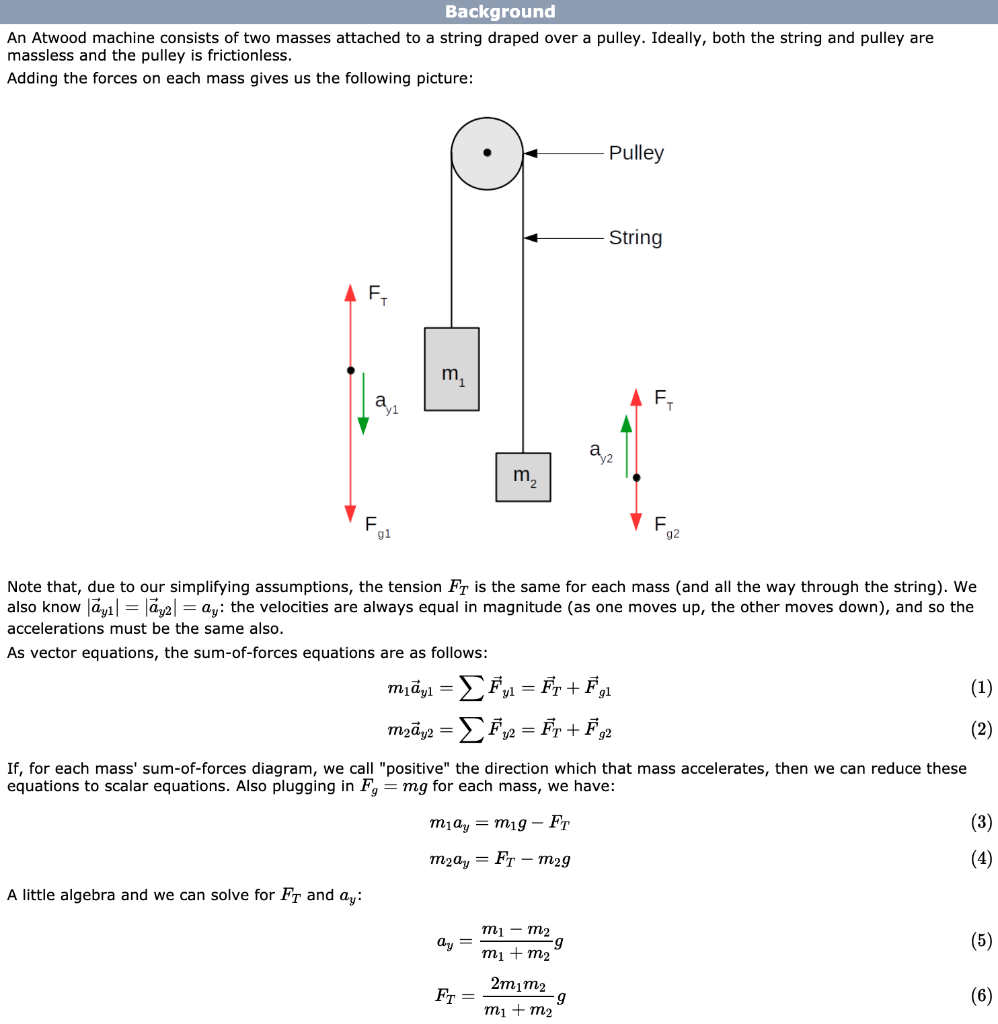 Background
An Atwood machine consists of two masses attached to a string draped over a pulley. Ideally, both the string and pulley are
massless and the pulley is frictionless.
Adding the forces on each mass gives us the following picture:
Pulley
String
F_T
m_1
a_{y1}
F_T
a_{y2}
m_2
F_{g1}
F_{g2}
Note that, due to our simplifying assumptions, the tension F_T is the same for each mass (and all the way through the string). We
also know |\vec{a}_{y1}| = |\vec{a}_{y2}| = a_y: the velocities are always equal in magnitude (as one moves up, the other moves down), and so the
accelerations must be the same also.
As vector equations, the sum-of-forces equations are as follows:
m_1\vec{a}_{y1} = \sum \vec{F}_{y1} = \vec{F}_T + \vec{F}_{g1} (1)
m_2\vec{a}_{y2} = \sum \vec{F}_{y2} = \vec{F}_T + \vec{F}_{g2} (2)
If, for each mass' sum-of-forces diagram, we call "positive" the direction which that mass accelerates, then we can reduce these
equations to scalar equations. Also plugging in F_g = mg for each mass, we have:
m_1a_y = m_1g − F_T (3)
m_2a_y = F_T − m_2g (4)
A little algebra and we can solve for F_T and a_y:
a_y = \frac{m_1 − m_2}{m_1 + m_2}g (5)
F_T = \frac{2m_1m_2}{m_1 + m_2}g (6)